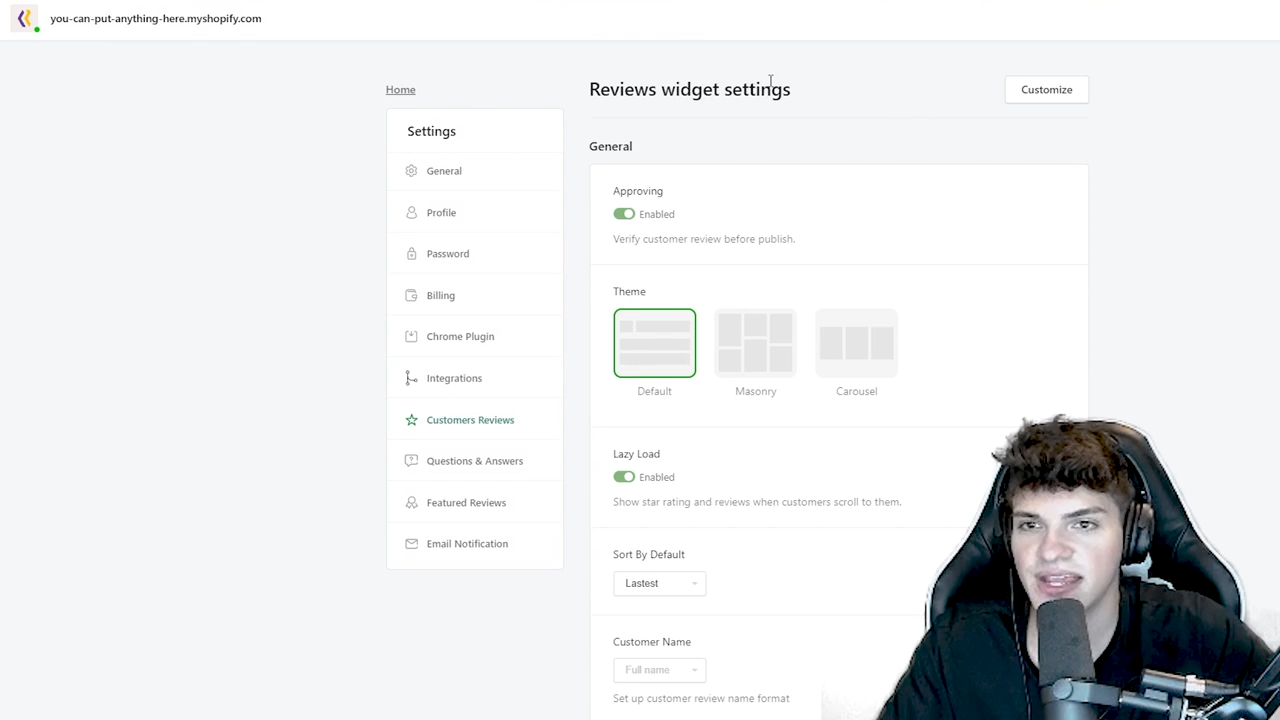 you-can-put-anything-here.myshopify.com
Home
Settings
General
Profile
Password
Billing
Chrome Plugin
Integrations
Customers Reviews
Questions & Answers
Featured Reviews
Email Notification
Reviews widget settings
Customize
General
Approving
Enabled
Verify customer review before publish.
Theme
Default
Masonry
Carousel
Lazy Load
Enabled
Show star rating and reviews when customers scroll to them.
Sort By Default
Lastest
Customer Name
Full name
Set up customer review name format